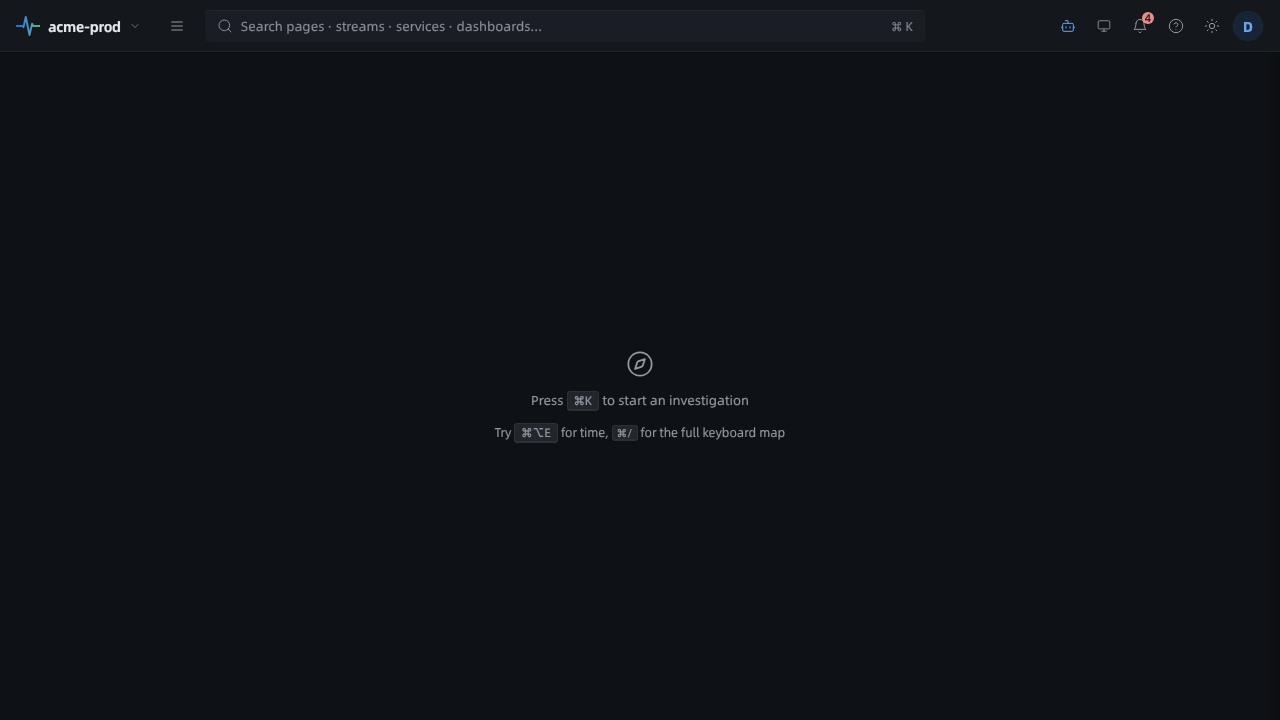 acme-prod
Search pages · streams · services · dashboards...
⌘ K
4
D
Press ⌘K to start an investigation
Try ⌘⌥E for time, ⌘/ for the full keyboard map